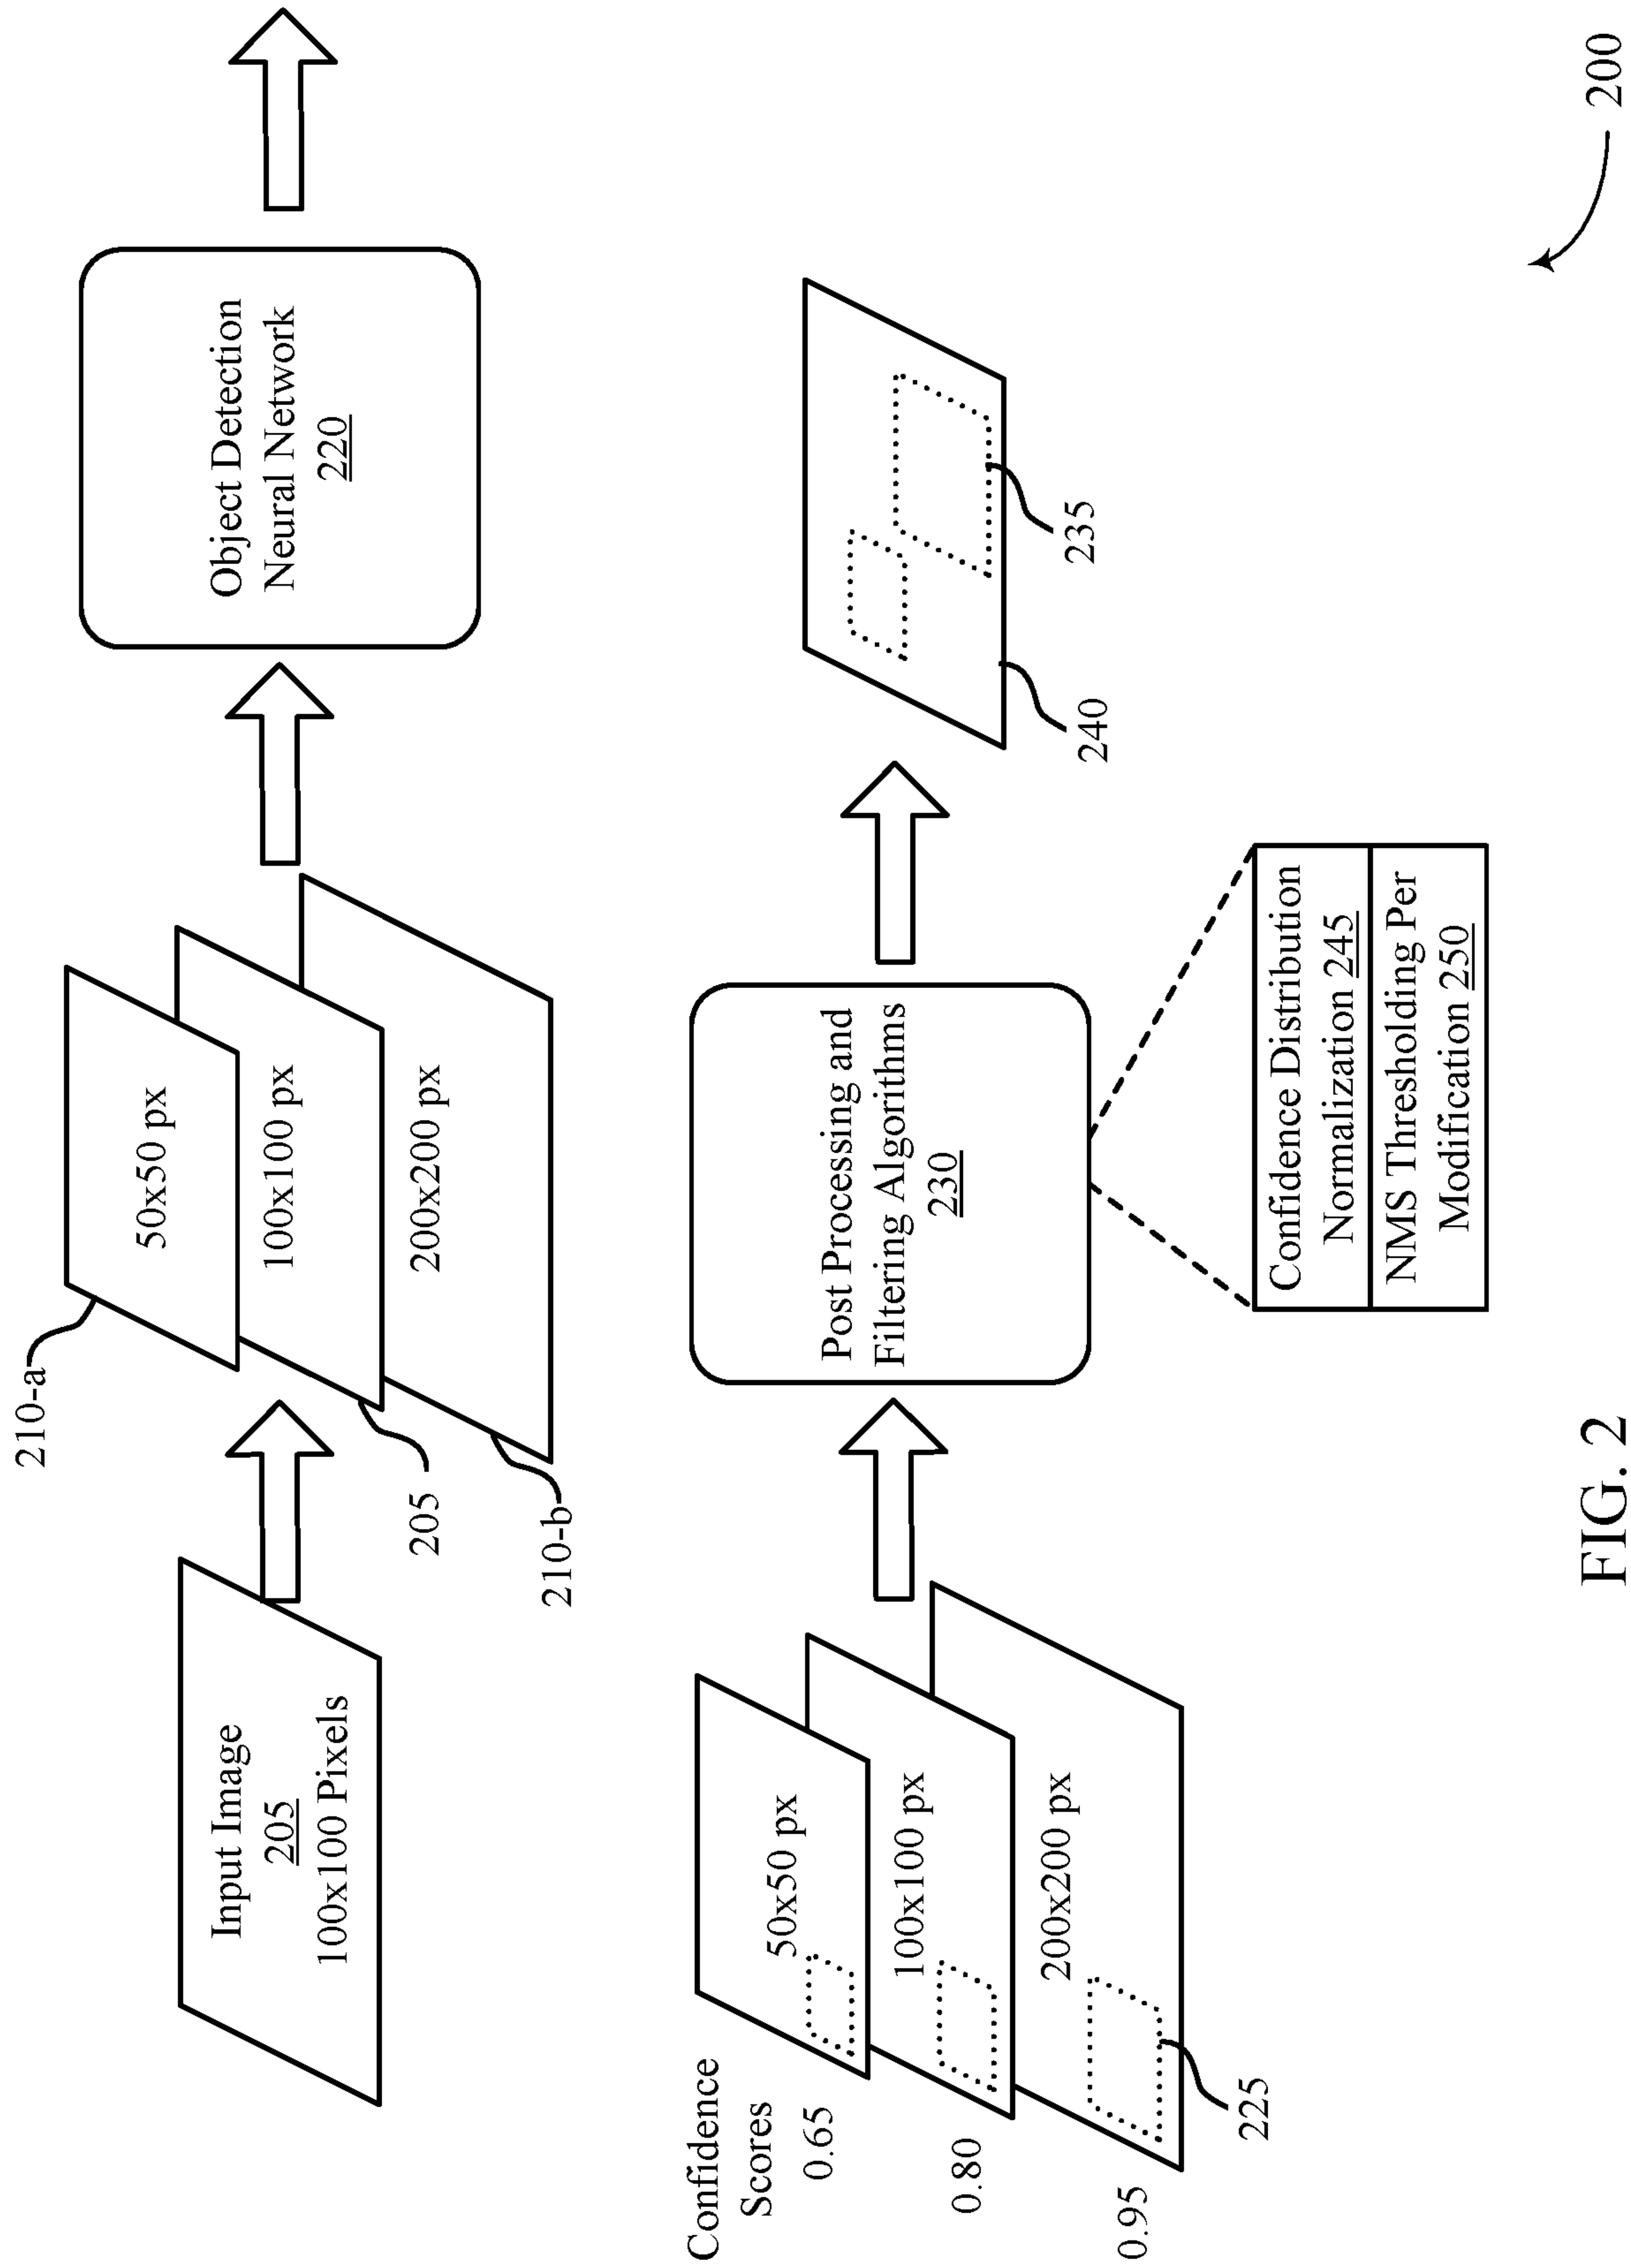 Input Image
205
100x100 Pixels
210-a
50x50 px
100x100 px
200x200 px
205
210-b
Object Detection
Neural Network
220
Confidence
Scores
0.65
0.80
0.95
50x50 px
100x100 px
200x200 px
225
Post Processing and
Filtering Algorithms
230
Confidence Distribution
Normalization 245
NMS Thresholding Per
Modification 250
240
235
200
FIG. 2